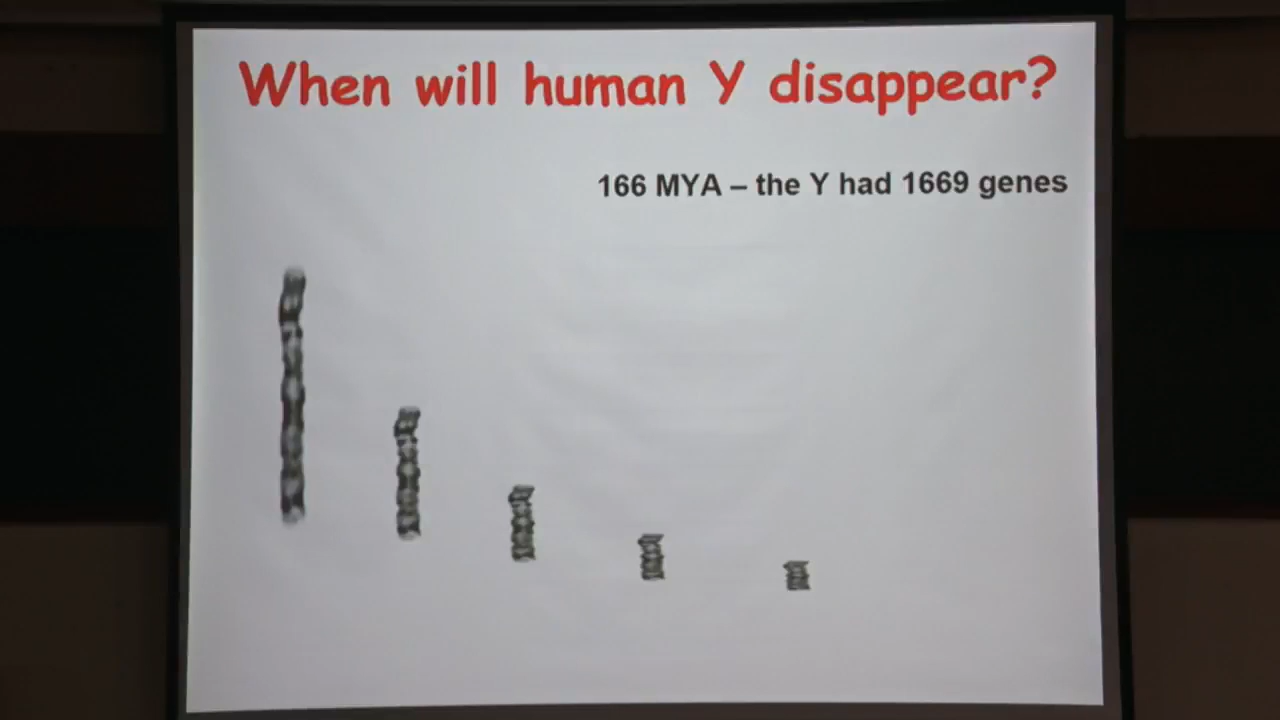 When will human Y disappear?
166 MYA – the Y had 1669 genes